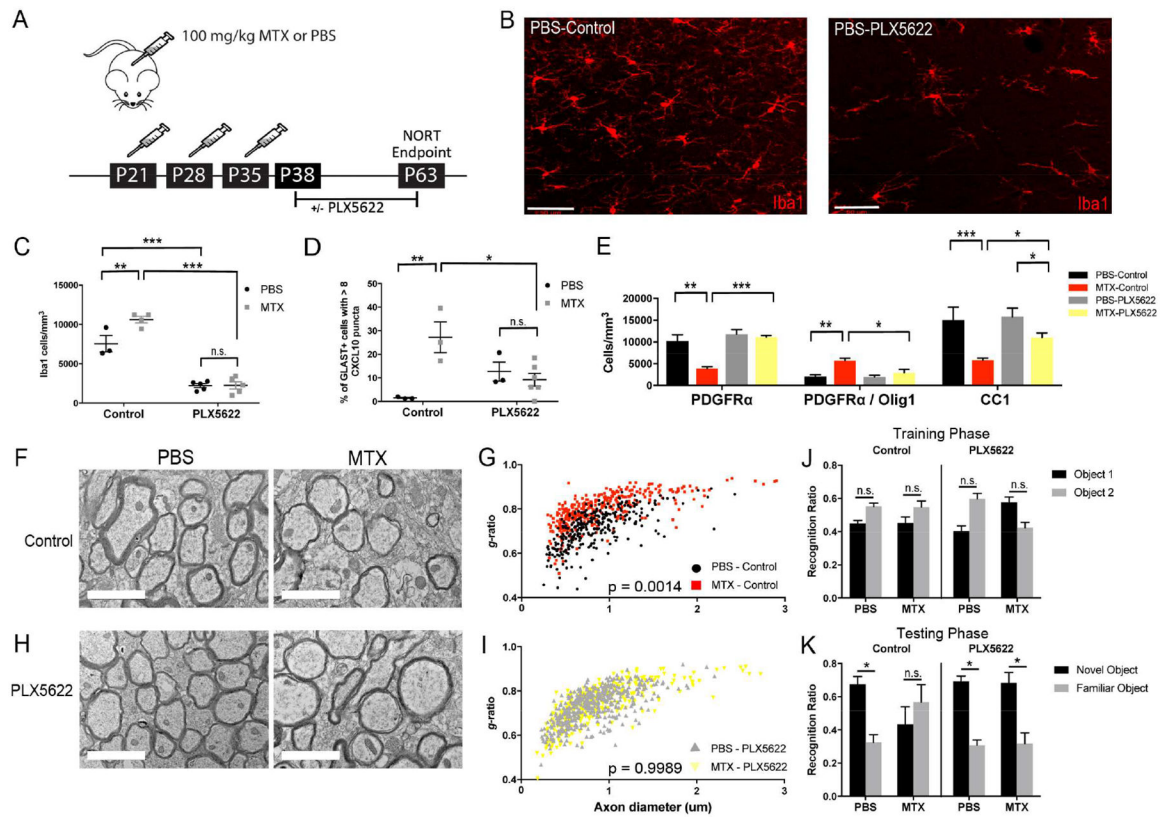 A
100 mg/kg MTX or PBS
NORT
Endpoint
P21
P28
P35
P38
P63
+/- PLX5622
B
PBS-Control
Iba1
PBS-PLX5622
Iba1
C
***
**
***
n.s.
PBS
MTX
Iba1 cells/mm³
15000
10000
5000
0
Control
PLX5622
D
**
*
n.s.
PBS
MTX
% of GLAST+ cells with > 8
CXCL10 puncta
50
40
30
20
10
0
Control
PLX5622
E
**
***
**
*
***
*
*
PBS-Control
MTX-Control
PBS-PLX5622
MTX-PLX5622
Cells/mm³
20000
15000
10000
5000
0
PDGFRα
PDGFRα / Olig1
CC1
F
PBS
MTX
Control
G
g-ratio
1.0
0.8
0.6
0.4
PBS - Control
MTX - Control
p = 0.0014
0
1
2
3
H
PLX5622
I
g-ratio
1.0
0.8
0.6
0.4
PBS - PLX5622
MTX - PLX5622
p = 0.9989
0
1
2
3
Axon diameter (um)
J
Training Phase
Control
PLX5622
n.s.
n.s.
n.s.
n.s.
Object 1
Object 2
Recognition Ratio
0.8
0.6
0.4
0.2
0.0
PBS
MTX
PBS
MTX
K
Testing Phase
Control
PLX5622
*
n.s.
*
*
Novel Object
Familiar Object
Recognition Ratio
0.8
0.6
0.4
0.2
0.0
PBS
MTX
PBS
MTX